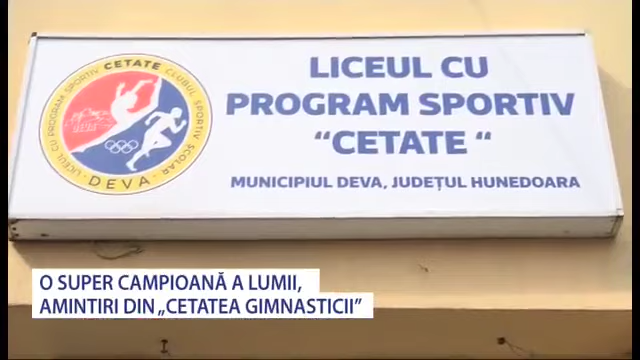 LICEUL CU PROGRAM SPORTIV CETATE CLUBUL SPORTIV ȘCOLAR
DEVA
LICEUL CU
PROGRAM SPORTIV
“CETATE “
MUNICIPIUL DEVA, JUDEȚUL HUNEDOARA
O SUPER CAMPIOANĂ A LUMII,
AMINTIRI DIN „CETATEA GIMNASTICII”